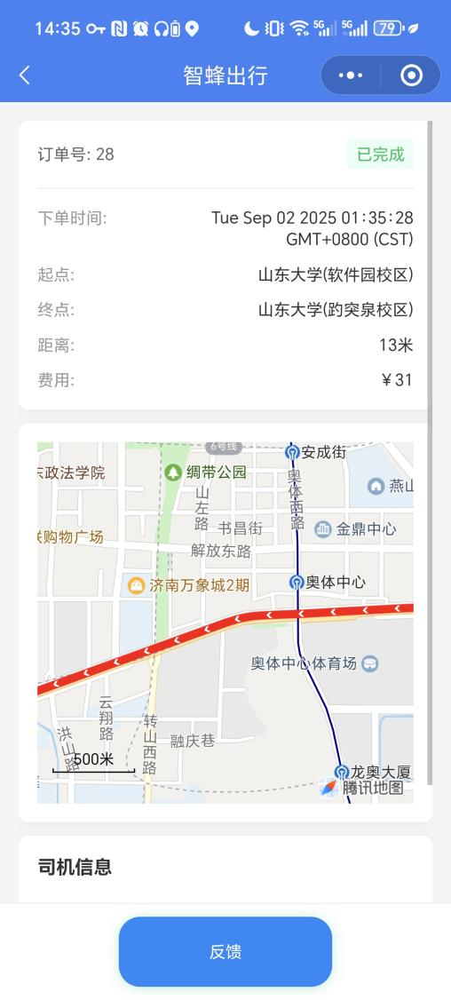 14:35
5G
5G
79
智蜂出行
订单号: 28
已完成
下单时间:
Tue Sep 02 2025 01:35:28
GMT+0800 (CST)
起点:
山东大学(软件园校区)
终点:
山东大学(趵突泉校区)
距离:
13米
费用:
¥31
6号线
安成街
东政法学院
绸带公园
奥体西路
燕山
山左路
书昌街
金鼎中心
联购物广场
解放东路
济南万象城2期
奥体中心
奥体中心体育场
云翔路
转山西路
洪山路
融庆巷
500米
龙奥大厦
腾讯地图
司机信息
反馈